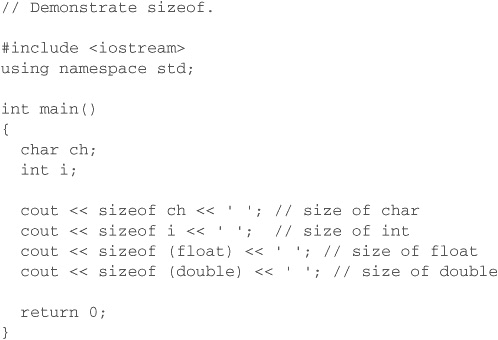 // Demonstrate sizeof.

#include <iostream>
using namespace std;

int main()
{
  char ch;
  int i;

  cout << sizeof ch << ' '; // size of char
  cout << sizeof i << ' ';  // size of int
  cout << sizeof (float) << ' '; // size of float
  cout << sizeof (double) << ' '; // size of double

  return 0;
}